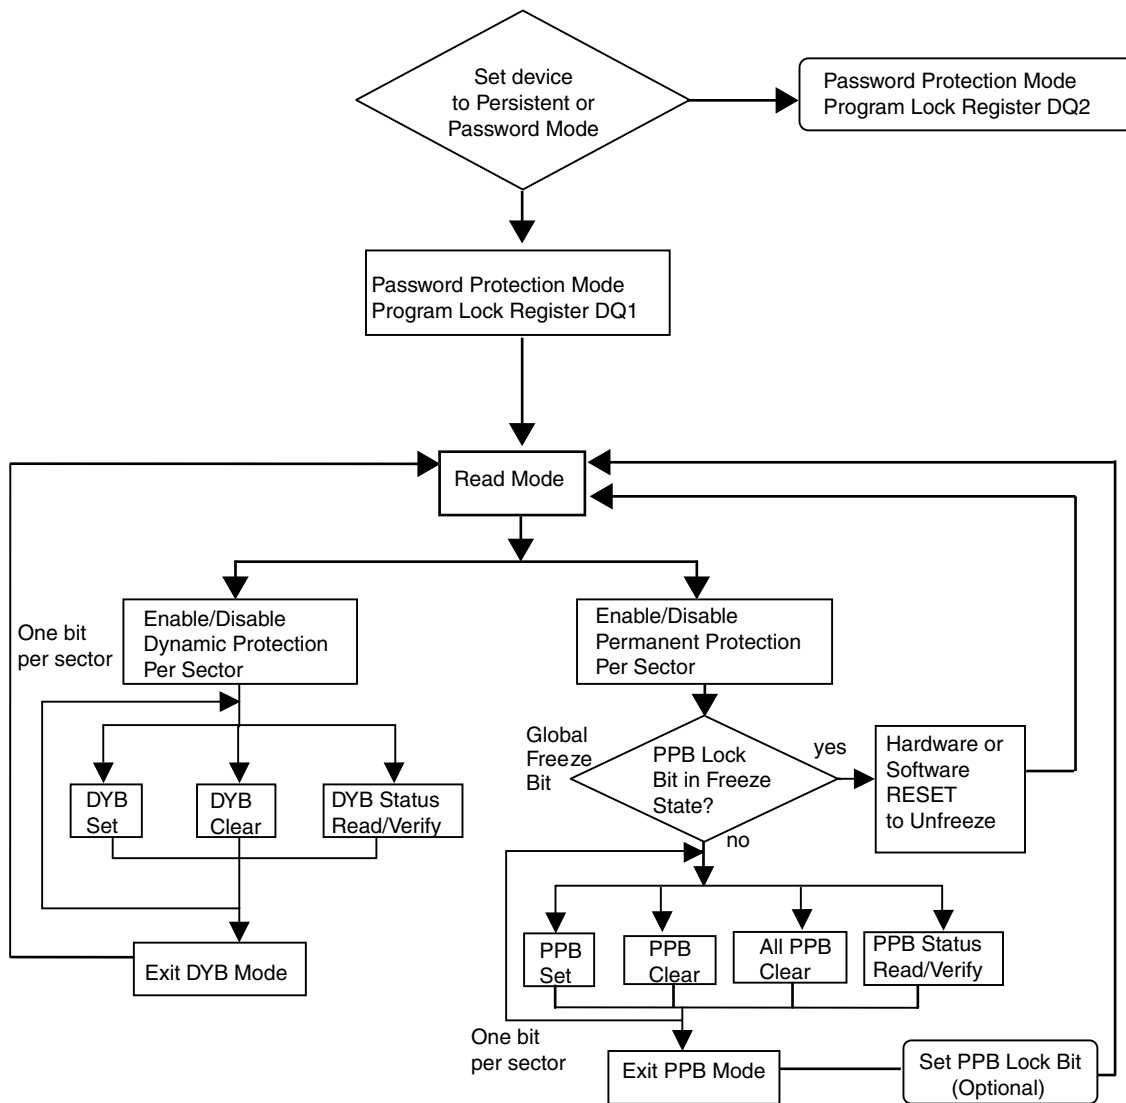 Set device
to Persistent or
Password Mode
Password Protection Mode
Program Lock Register DQ2
Password Protection Mode
Program Lock Register DQ1
Read Mode
One bit
per sector
Enable/Disable
Dynamic Protection
Per Sector
Enable/Disable
Permanent Protection
Per Sector
Global
Freeze
Bit
PPB Lock
Bit in Freeze
State?
yes
no
Hardware or
Software
RESET
to Unfreeze
DYB
Set
DYB
Clear
DYB Status
Read/Verify
PPB
Set
PPB
Clear
All PPB
Clear
PPB Status
Read/Verify
Exit DYB Mode
One bit
per sector
Exit PPB Mode
Set PPB Lock Bit
(Optional)